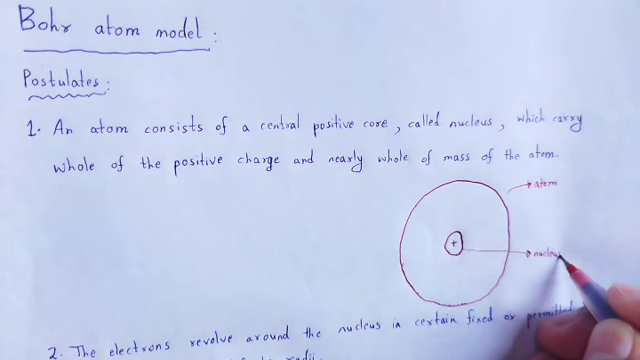 Bohr atom model :
Postulates :
1. An atom consists of a central positive core, called nucleus, which carry
whole of the positive charge and nearly whole of mass of the atom.
atom
+
nucleus
2. The electrons revolve around the nucleus in certain fixed or permitted
radii.